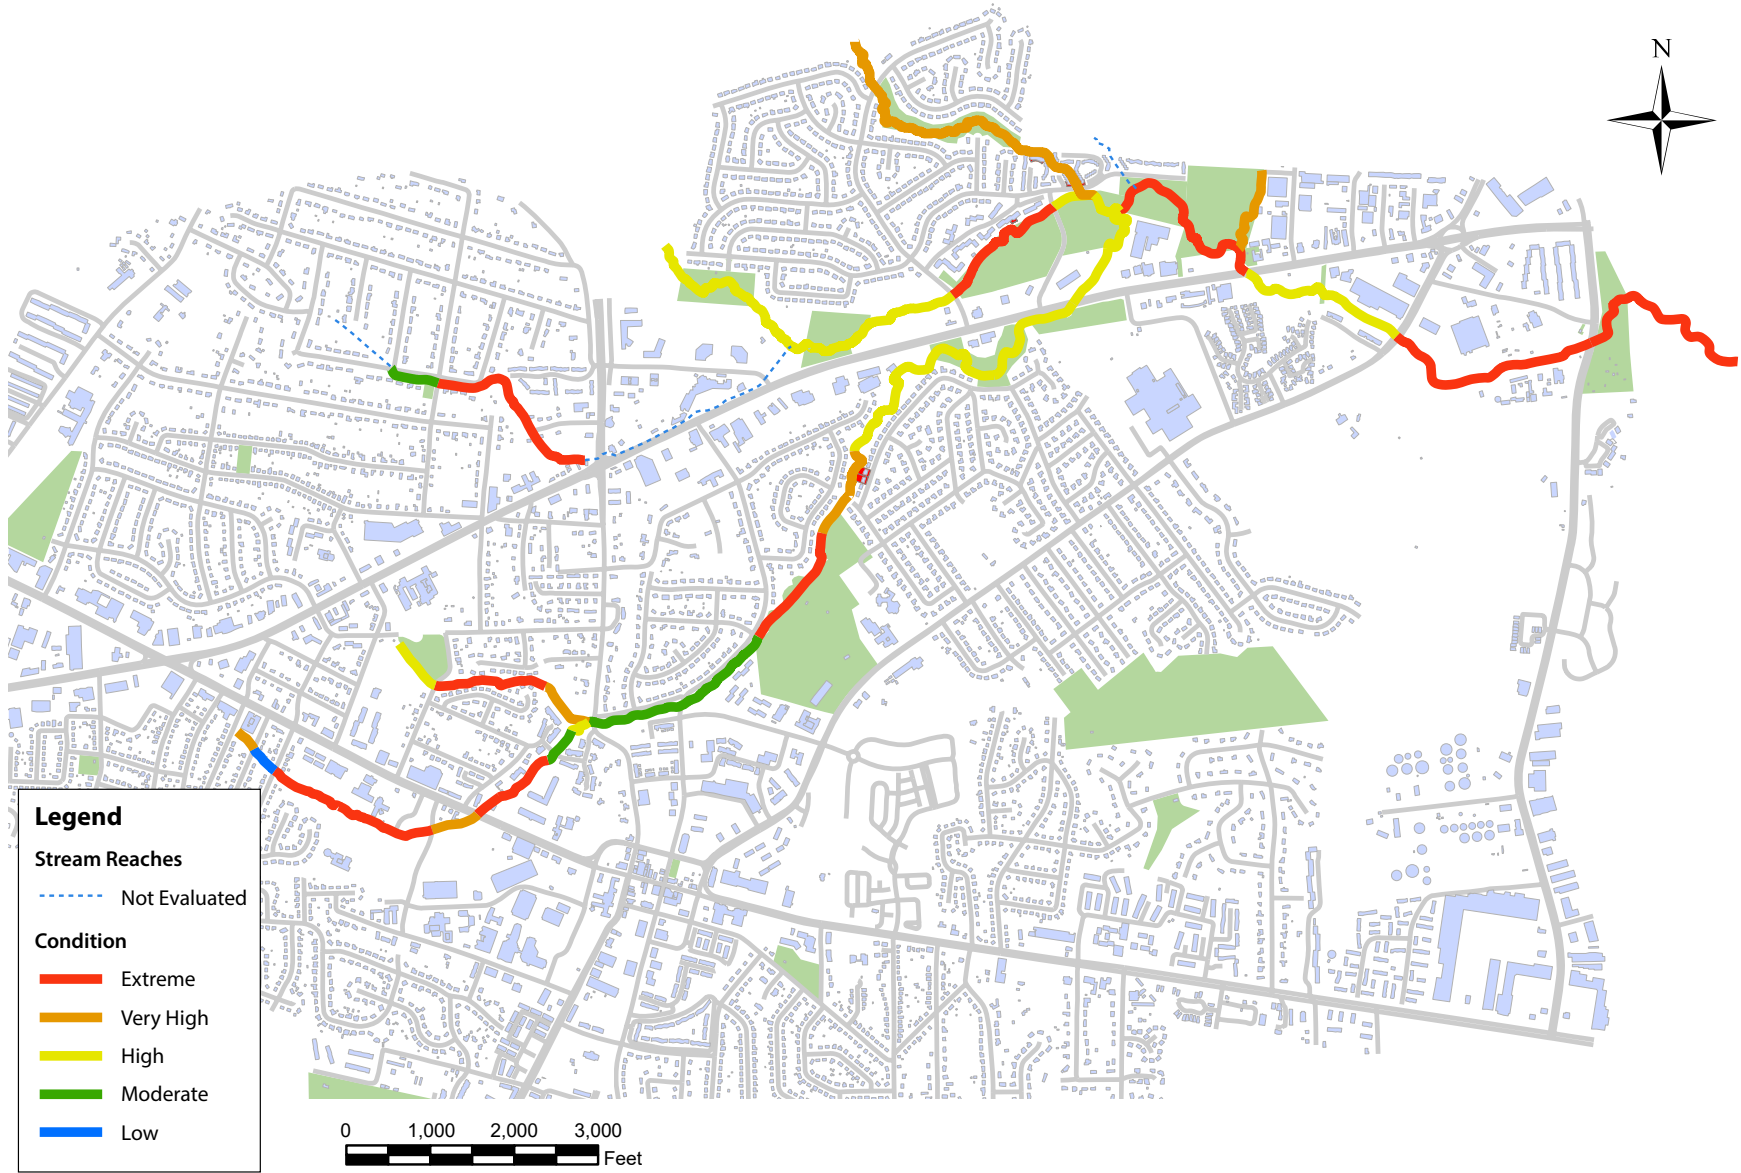 N
Legend
Stream Reaches
Not Evaluated
Condition
Extreme
Very High
High
Moderate
Low
0 1,000 2,000 3,000
Feet